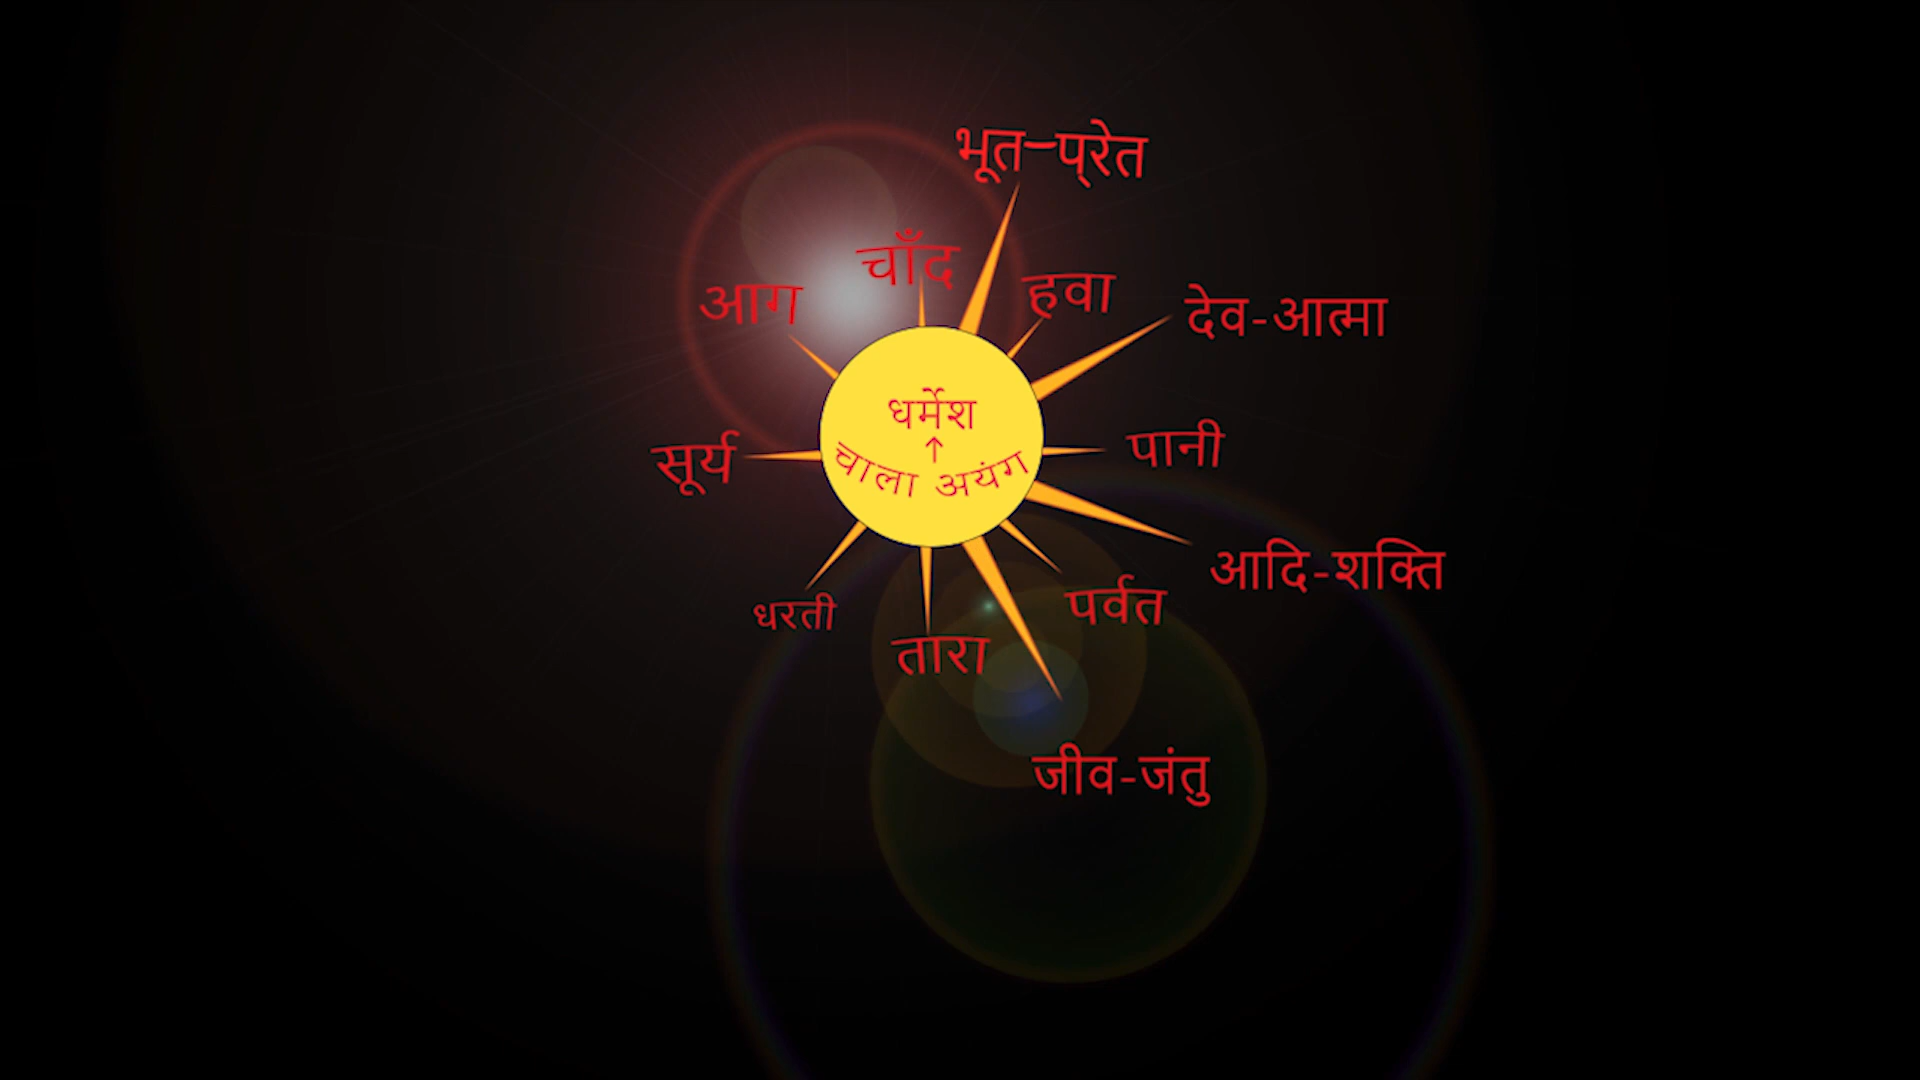 भूत-प्रेत
चाँद
आग
हवा
देव-आत्मा
धर्मेश
↑
चाला अयंग
सूर्य
पानी
आदि-शक्ति
धरती
पर्वत
तारा
जीव-जंतु